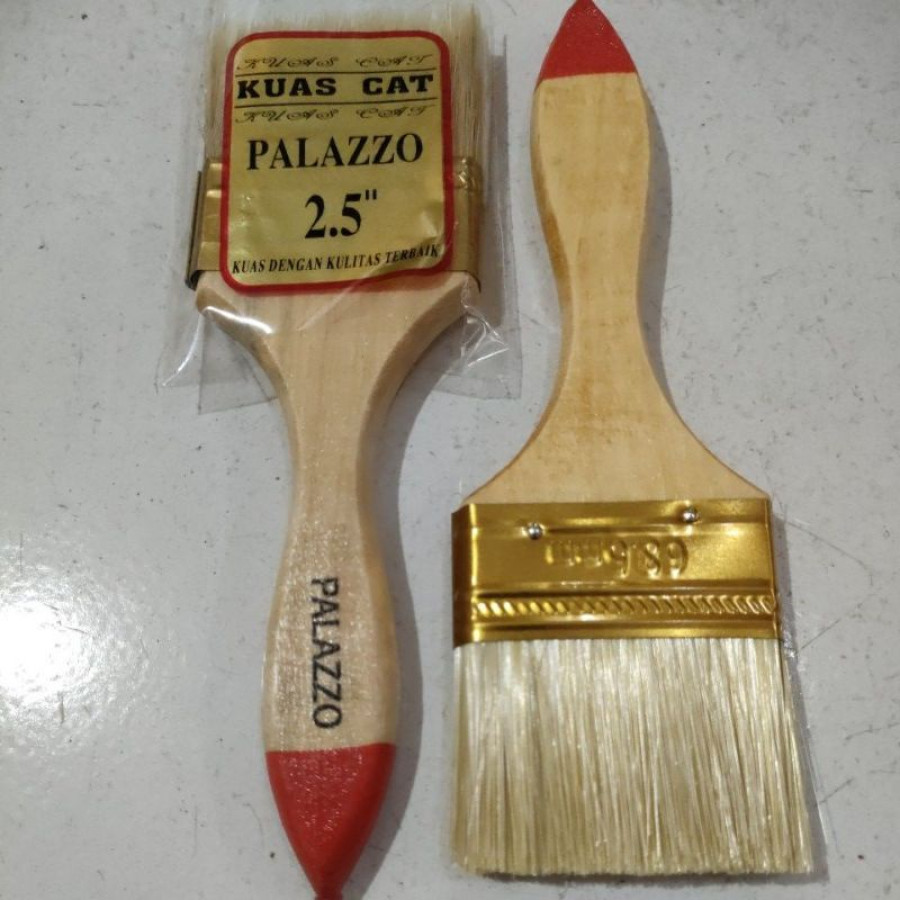 KUAS CAT
KUAS CAT
KUAS CAT
PALAZZO
2.5"
KUAS DENGAN KULITAS TERBAIK
PALAZZO